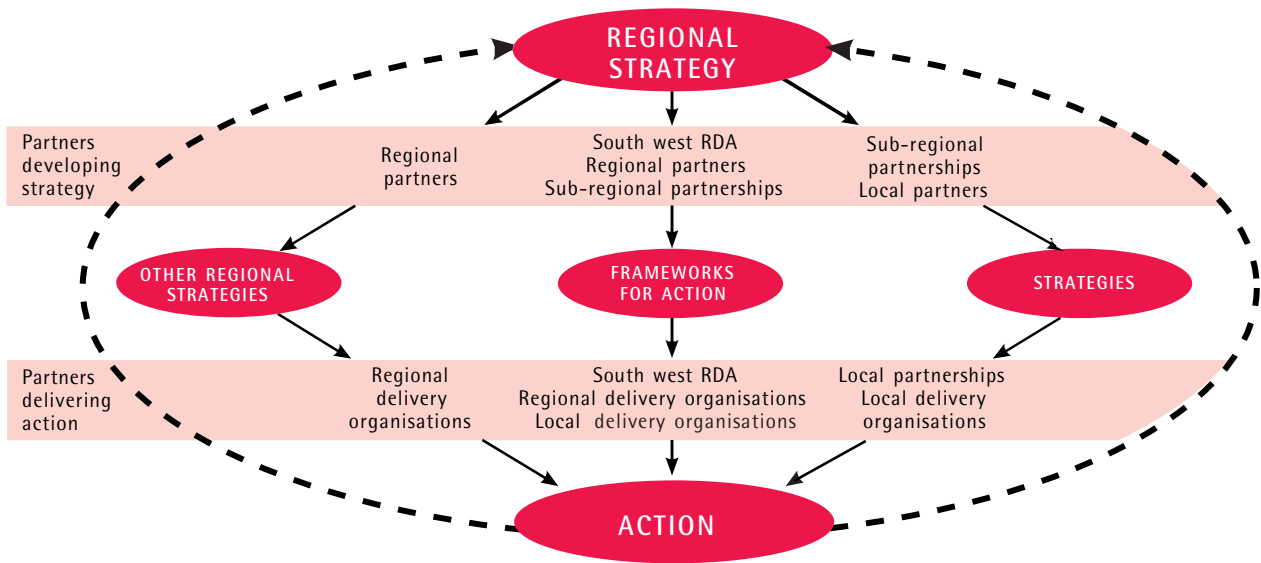 REGIONAL
STRATEGY
Partners
developing
strategy
Regional
partners
South west RDA
Regional partners
Sub-regional partnerships
Sub-regional
partnerships
Local partners
OTHER REGIONAL
STRATEGIES
FRAMEWORKS
FOR ACTION
STRATEGIES
Partners
delivering
action
Regional
delivery
organisations
South west RDA
Regional delivery organisations
Local delivery organisations
Local partnerships
Local delivery
organisations
ACTION